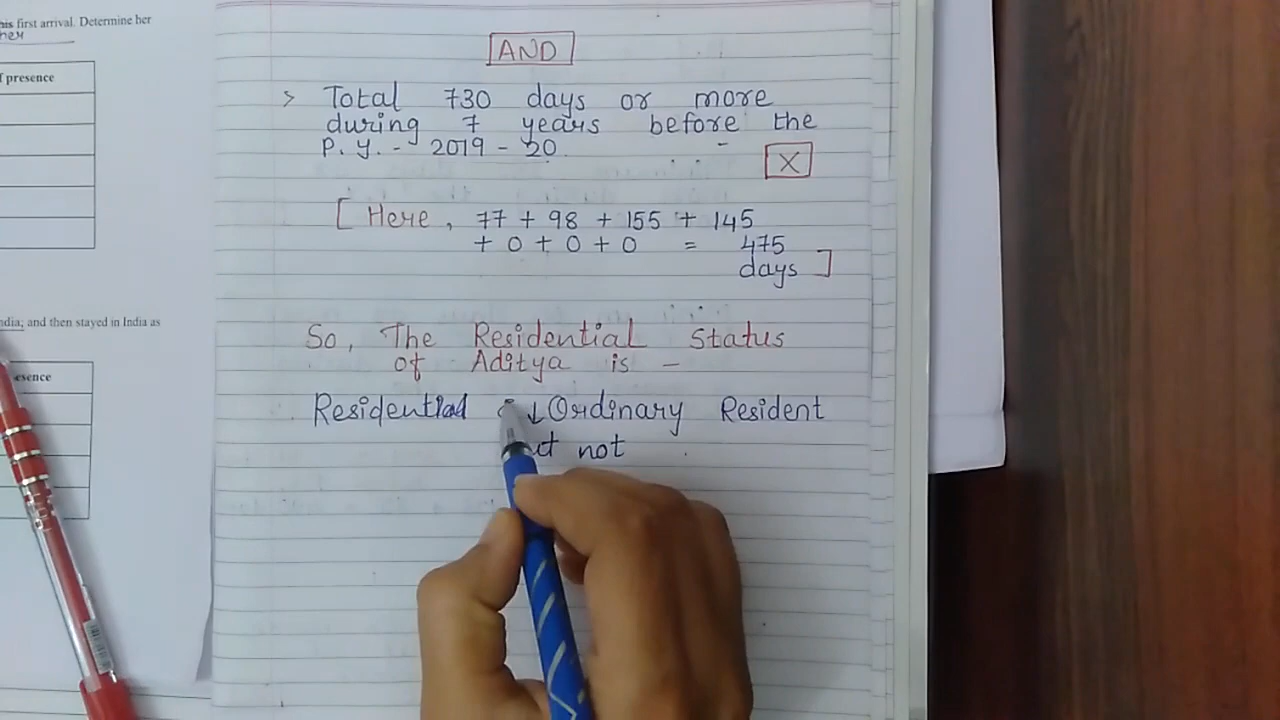 his first arrival. Determine her
her
presence
AND
> Total 730 days or more
during 7 years before the
P. Y. - 2019 - 20
X
[ Here, 77 + 98 + 155 + 145
+ 0 + 0 + 0 = 475
days ]
India; and then stayed in India as
So, The Residential Status
of Aditya is -
Residential ↓ Ordinary Resident
not